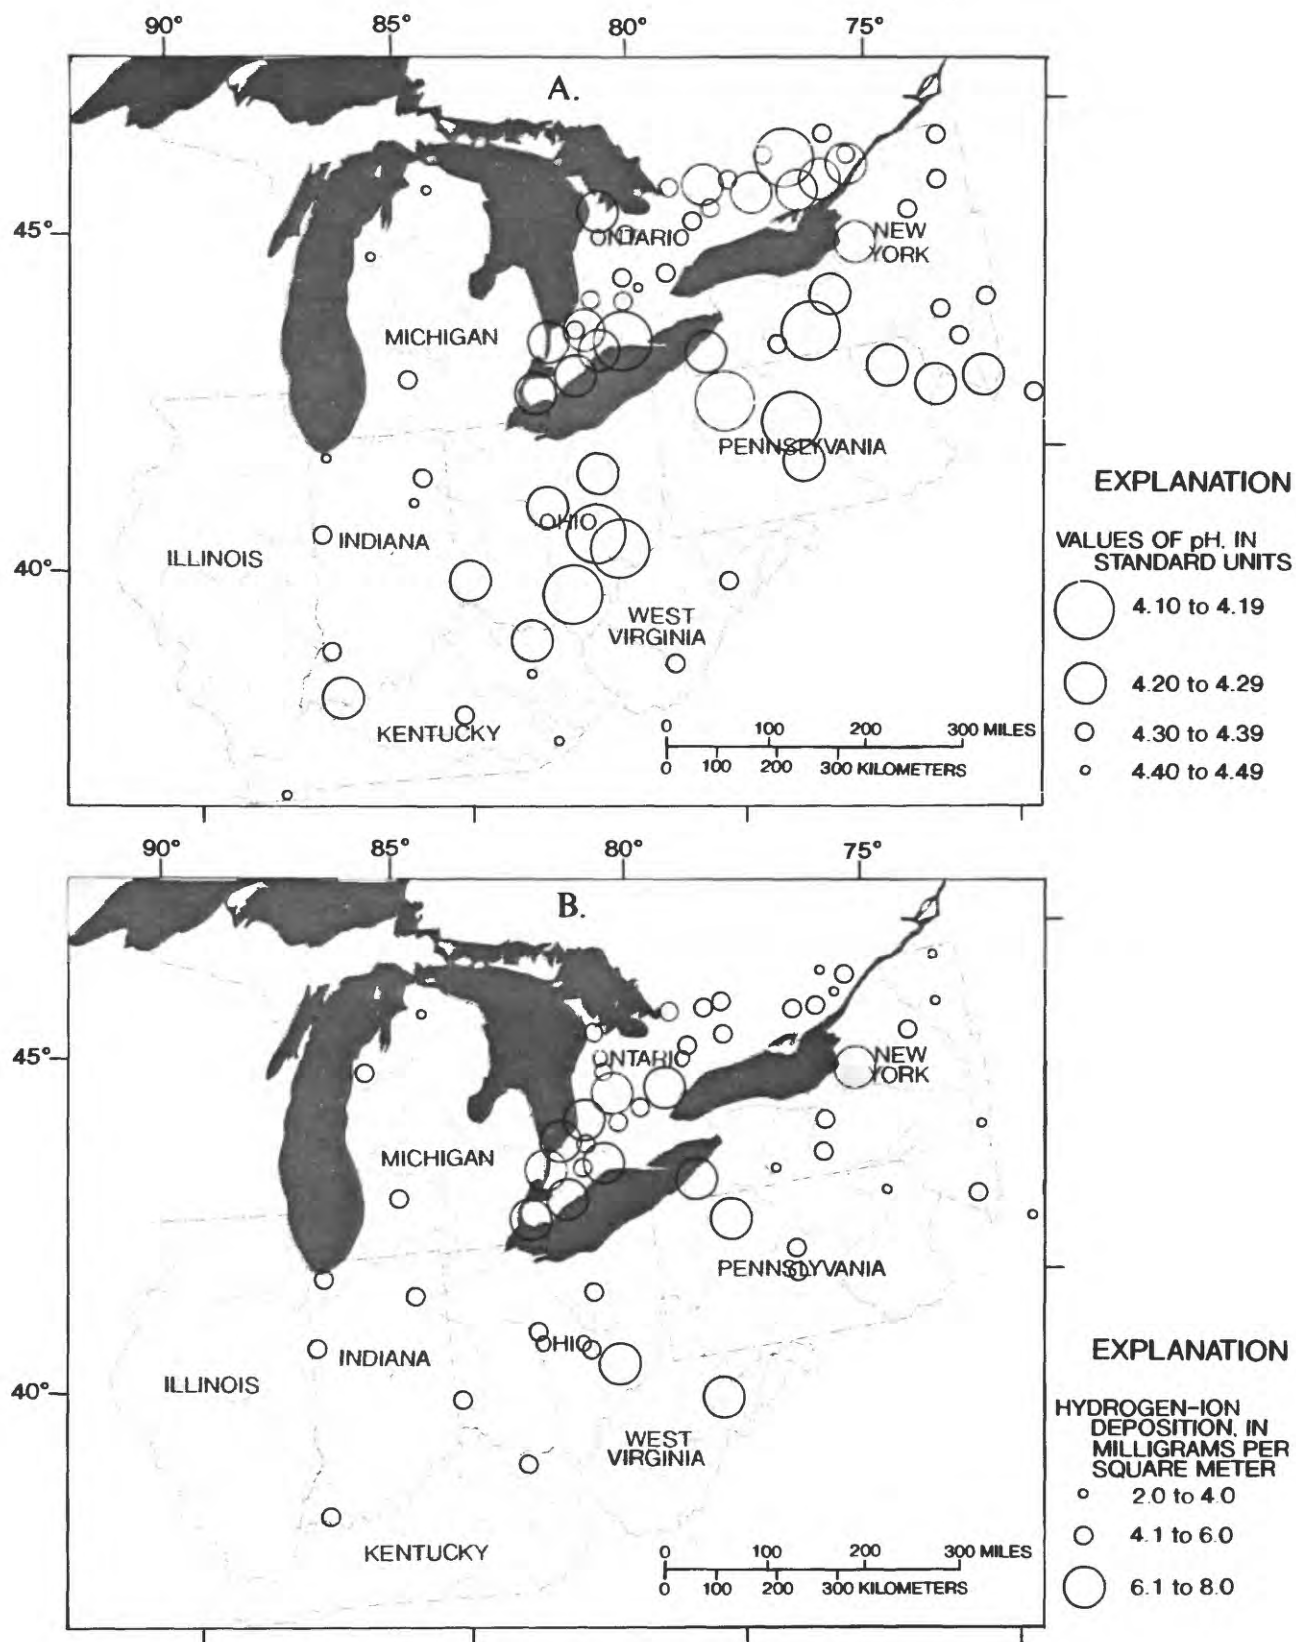 90° 85° 80° 75°
A.
45°
ONTARIO
NEW
YORK
MICHIGAN
PENNSLYVANIA
OHIO
INDIANA
ILLINOIS
40°
WEST
VIRGINIA
KENTUCKY
0 100 200 300 MILES
0 100 200 300 KILOMETERS
EXPLANATION
VALUES OF pH, IN
STANDARD UNITS
4.10 to 4.19
4.20 to 4.29
4.30 to 4.39
4.40 to 4.49
90° 85° 80° 75°
B.
45°
ONTARIO
NEW
YORK
MICHIGAN
PENNSLYVANIA
OHIO
INDIANA
ILLINOIS
40°
WEST
VIRGINIA
KENTUCKY
0 100 200 300 MILES
0 100 200 300 KILOMETERS
EXPLANATION
HYDROGEN-ION
DEPOSITION, IN
MILLIGRAMS PER
SQUARE METER
2.0 to 4.0
4.1 to 6.0
6.1 to 8.0